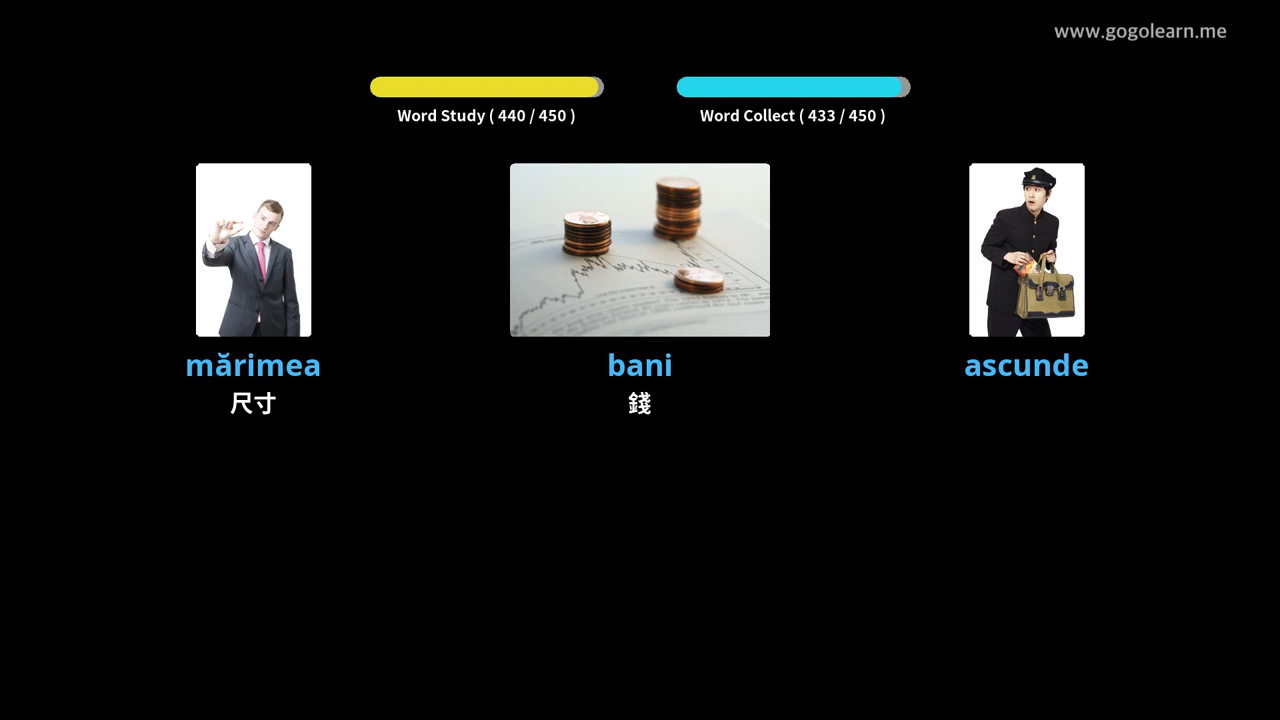 www.gogolearn.me
Word Study ( 440 / 450 )
Word Collect ( 433 / 450 )
mărimea
尺寸
bani
錢
ascunde